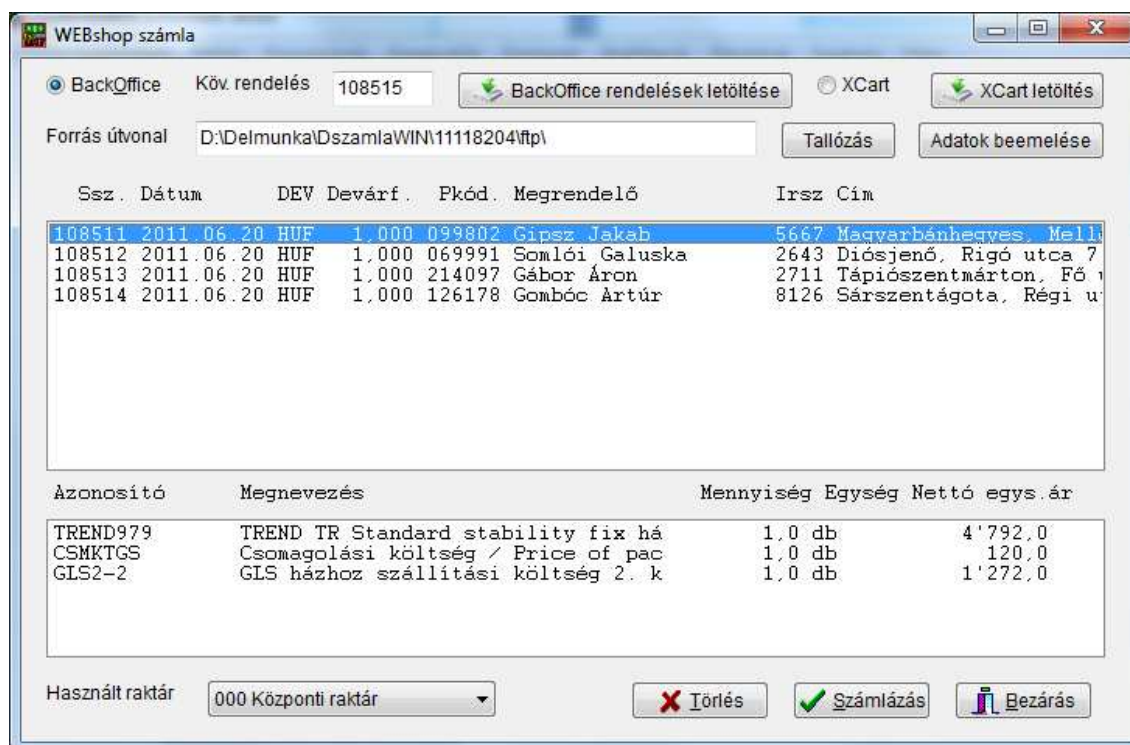 WEBshop számla
BackOffice Köv. rendelés 108515 BackOffice rendelések letöltése XCart XCart letöltés
Forrás útvonal D:\Delmunka\DszamlaWIN\11118204\ftp\ Tallózás Adatok beemelése
Ssz. Dátum DEV Devárf. Pkód. Megrendelő Irsz Cím
108511 2011.06.20 HUF 1,000 099802 Gipsz Jakab 5667 Magyarbánhegyes, Mell
108512 2011.06.20 HUF 1,000 069991 Somlói Galuska 2643 Diósjenő, Rigó utca 7
108513 2011.06.20 HUF 1,000 214097 Gábor Áron 2711 Tápiószentmárton, Fő
108514 2011.06.20 HUF 1,000 126178 Gombóc Artúr 8126 Sárszentágota, Régi u
Azonosító Megnevezés Mennyiség Egység Nettó egys.ár
TREND979 TREND TR Standard stability fix há 1,0 db 4'792,0
CSMKTGS Csomagolási költség / Price of pac 1,0 db 120,0
GLS2-2 GLS házhoz szállítási költség 2. k 1,0 db 1'272,0
Használt raktár 000 Központi raktár Törlés Számlázás Bezárás